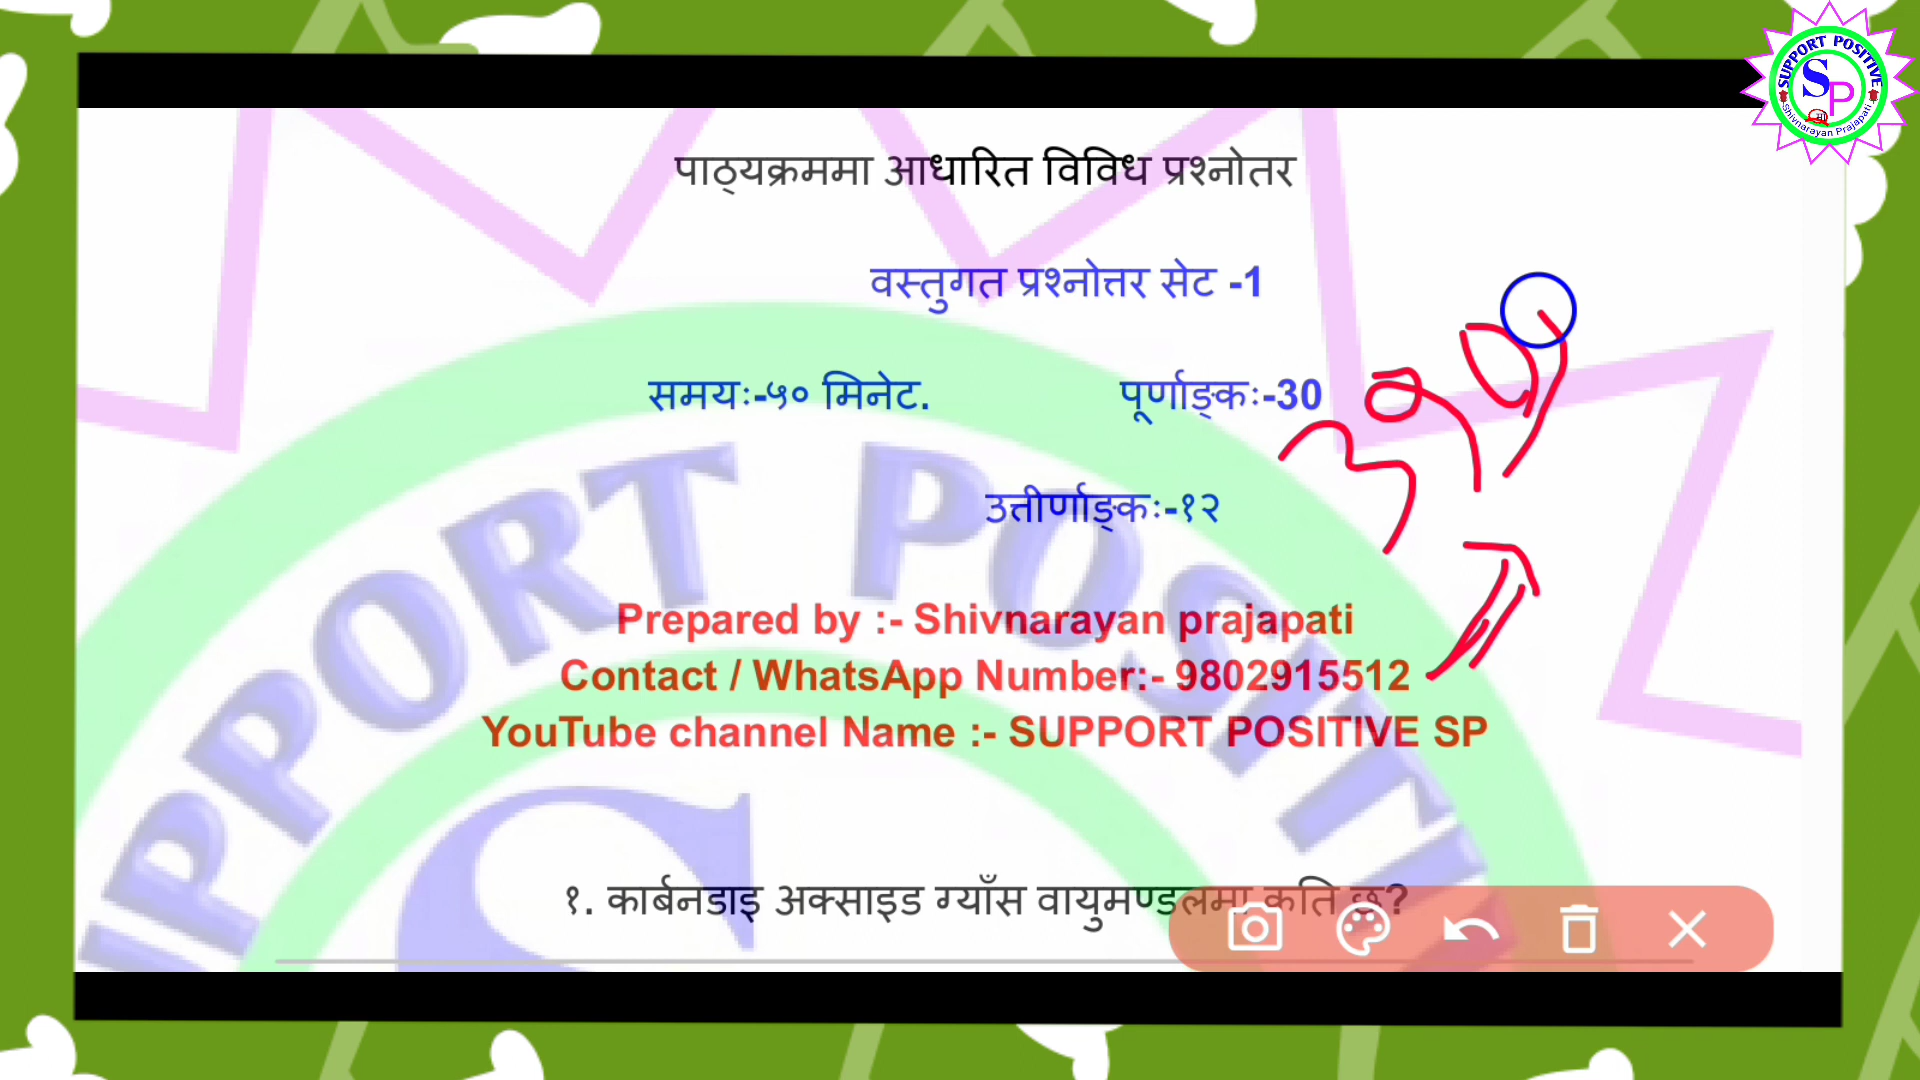 SUPPORT POSITIVE
SP
Shivnarayan Prajapati
पाठ्यक्रममा आधारित विविध प्रश्नोतर
वस्तुगत प्रश्नोत्तर सेट -1
समयः-५० मिनेट. पूर्णाङ्कः-30
उत्तीर्णाङ्कः-१२
Prepared by :- Shivnarayan prajapati
Contact / WhatsApp Number:- 9802915512
YouTube channel Name :- SUPPORT POSITIVE SP
१. कार्बनडाइ अक्साइड ग्याँस वायुमण्डलमा कति छ?